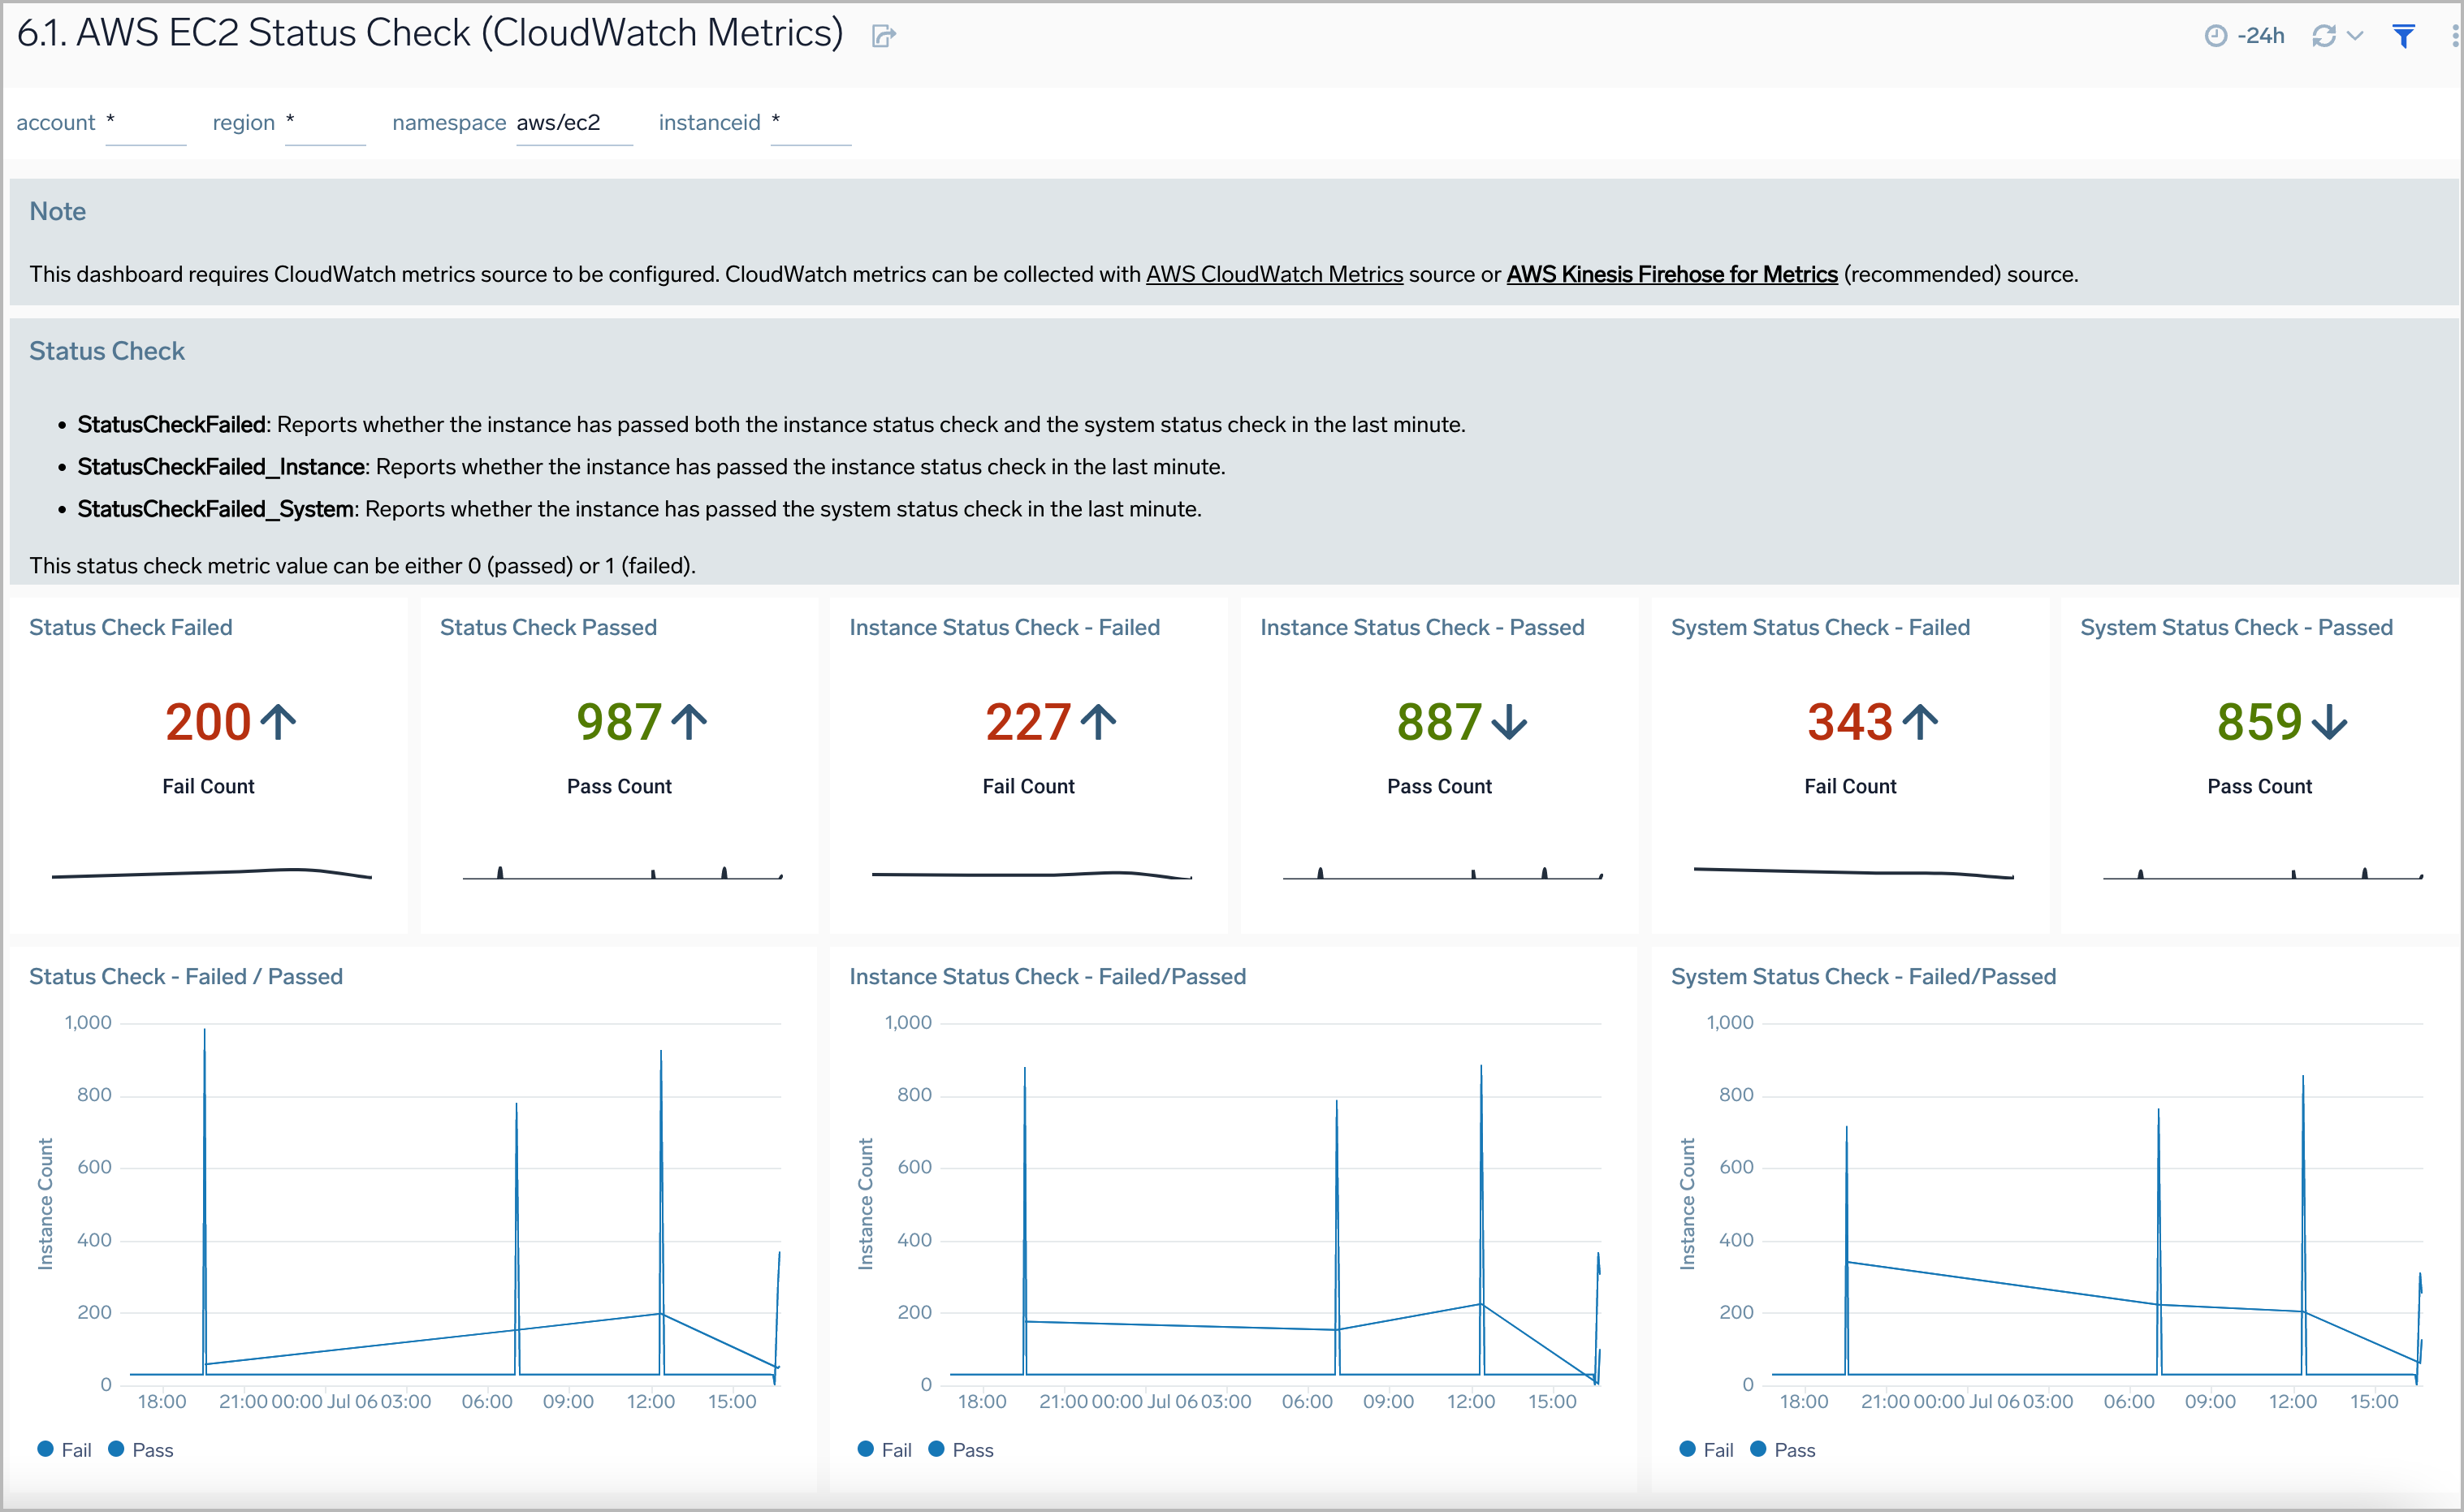 6.1. AWS EC2 Status Check (CloudWatch Metrics)
-24h
account * region * namespace aws/ec2 instanceid *
Note
This dashboard requires CloudWatch metrics source to be configured. CloudWatch metrics can be collected with AWS CloudWatch Metrics source or AWS Kinesis Firehose for Metrics (recommended) source.
Status Check
• StatusCheckFailed: Reports whether the instance has passed both the instance status check and the system status check in the last minute.
• StatusCheckFailed_Instance: Reports whether the instance has passed the instance status check in the last minute.
• StatusCheckFailed_System: Reports whether the instance has passed the system status check in the last minute.
This status check metric value can be either 0 (passed) or 1 (failed).
Status Check Failed
200
Fail Count
Status Check Passed
987
Pass Count
Instance Status Check - Failed
227
Fail Count
Instance Status Check - Passed
887
Pass Count
System Status Check - Failed
343
Fail Count
System Status Check - Passed
859
Pass Count
Status Check - Failed / Passed
Instance Count
1,000
800
600
400
200
0
18:00 21:00 00:00 Jul 06 03:00 06:00 09:00 12:00 15:00
Fail Pass
Instance Status Check - Failed/Passed
Instance Count
1,000
800
600
400
200
0
18:00 21:00 00:00 Jul 06 03:00 06:00 09:00 12:00 15:00
Fail Pass
System Status Check - Failed/Passed
Instance Count
1,000
800
600
400
200
0
18:00 21:00 00:00 Jul 06 03:00 06:00 09:00 12:00 15:00
Fail Pass